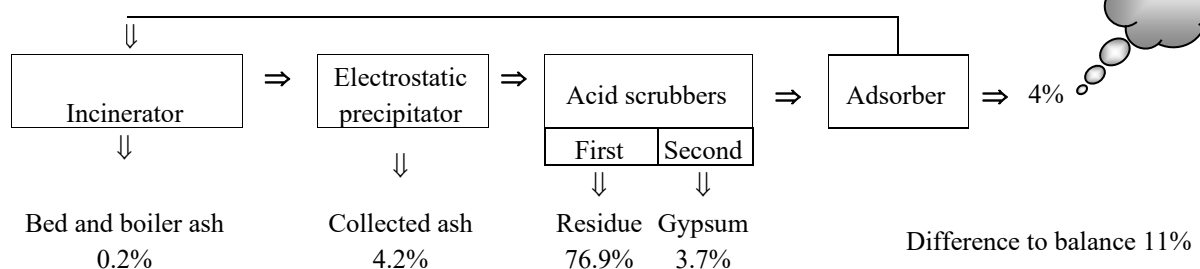 Incinerator
Electrostatic
precipitator
Acid scrubbers
First
Second
Adsorber
4%
Bed and boiler ash
0.2%
Collected ash
4.2%
Residue
76.9%
Gypsum
3.7%
Difference to balance 11%